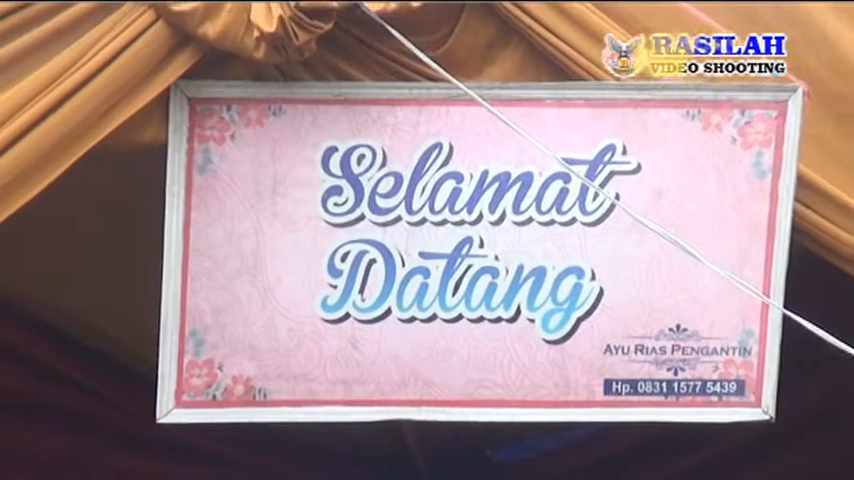 RASILAH
VIDEO SHOOTING
Selamat
Datang
AYU RIAS PENGANTIN
Hp. 0831 1577 5439